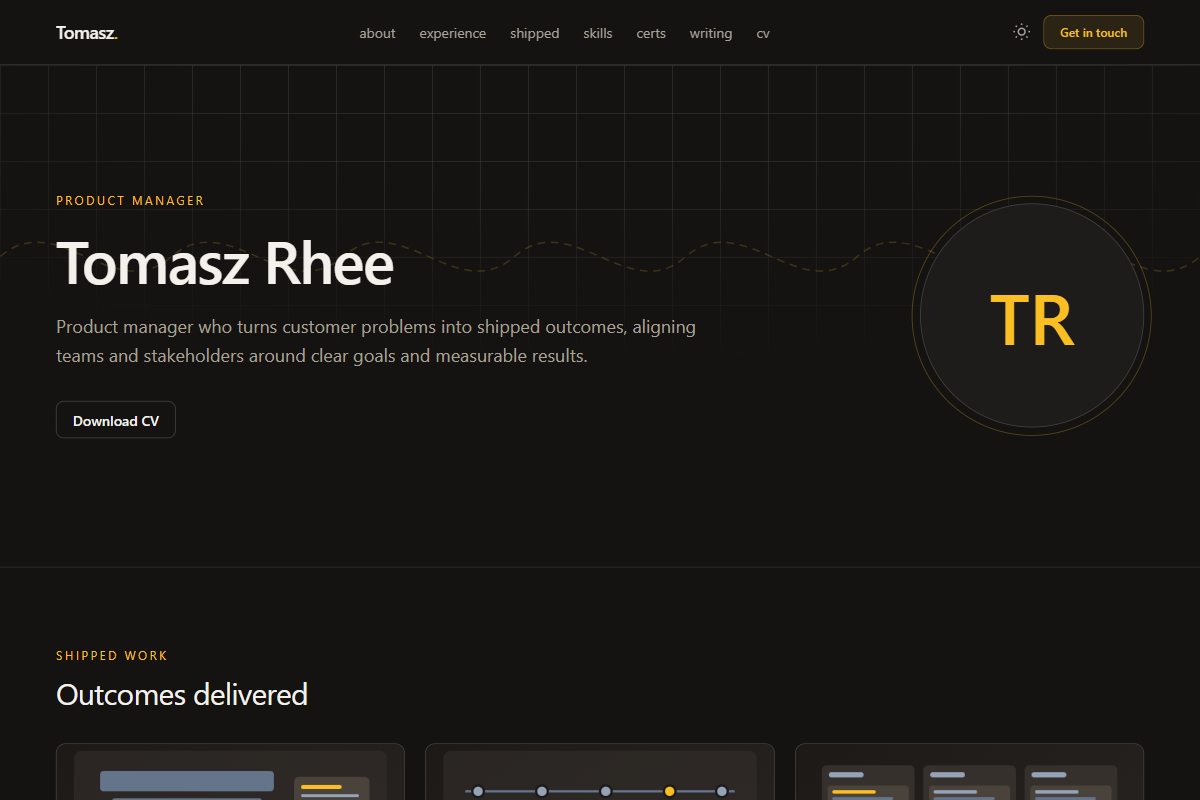 Tomasz.
about experience shipped skills certs writing cv
Get in touch
PRODUCT MANAGER
Tomasz Rhee
TR
Product manager who turns customer problems into shipped outcomes, aligning
teams and stakeholders around clear goals and measurable results.
Download CV
SHIPPED WORK
Outcomes delivered